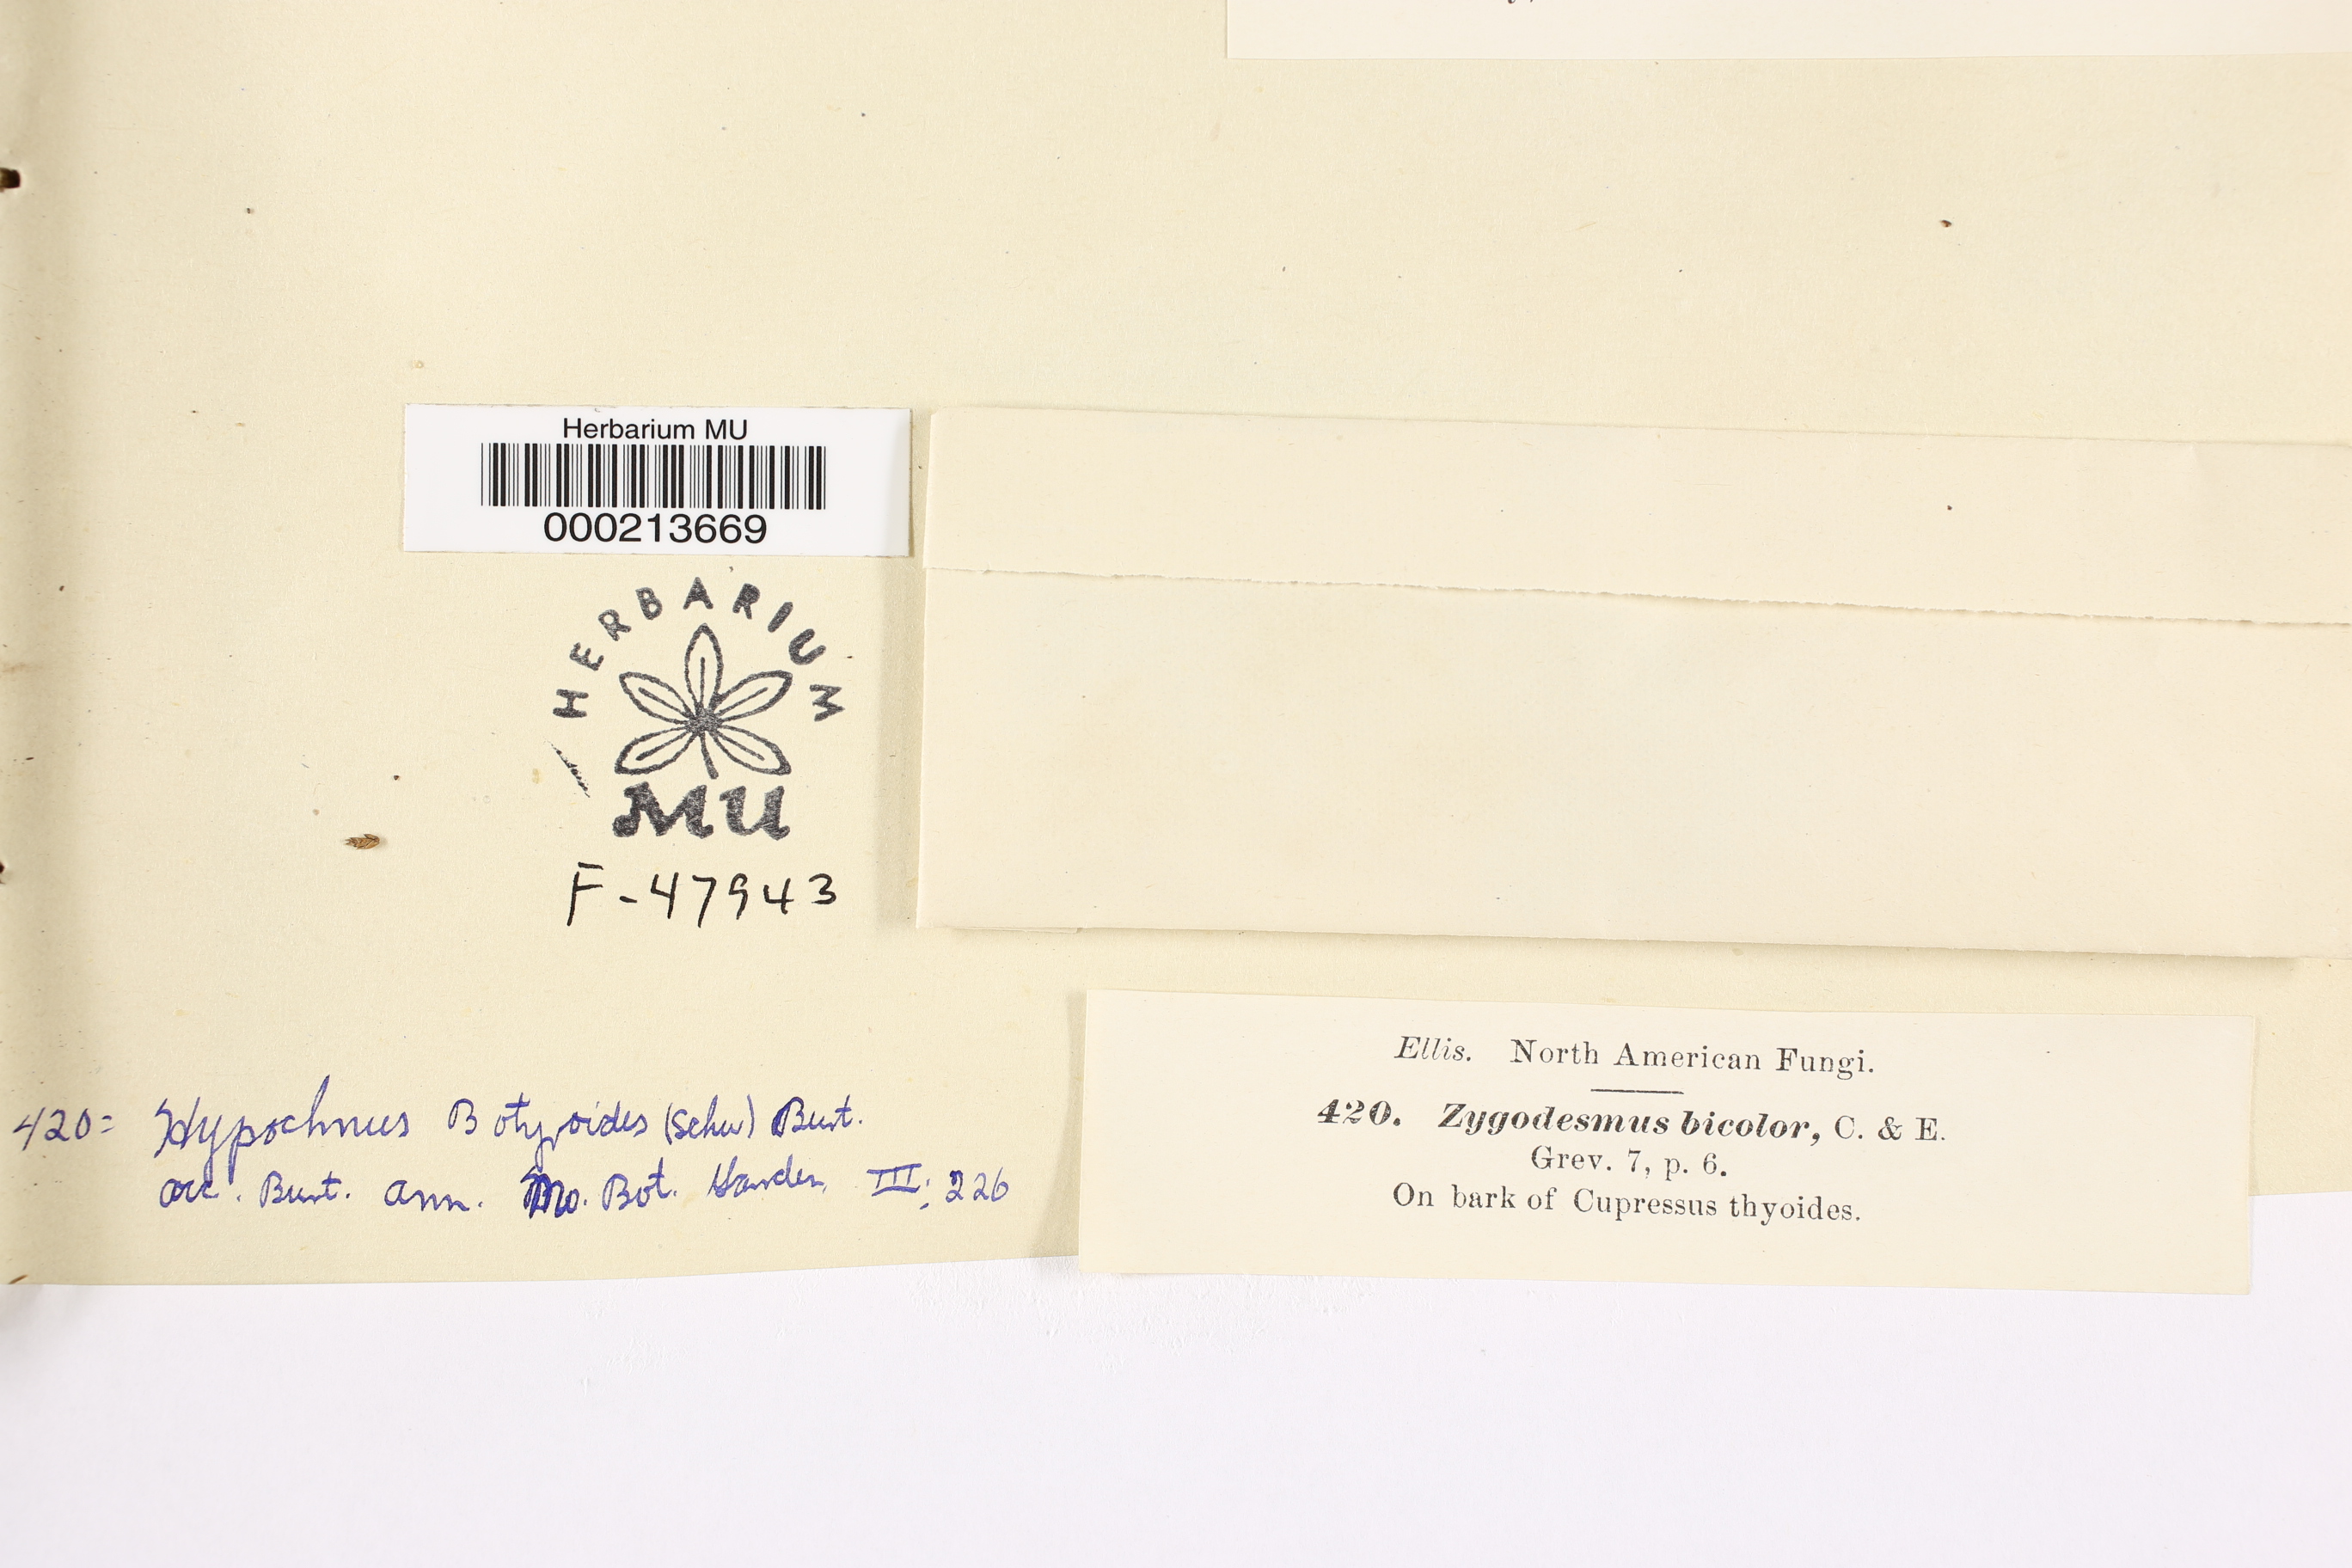 Herbarium MU
000213669
HERBARIUM
MU
F-47943
420= Hypochnus Botryoides (Schw) Burt.
acc. Burt. Ann. Mo. Bot. Garden III: 226
Ellis. North American Fungi.
420. Zygodesmus bicolor, C. & E.
Grev. 7, p. 6.
On bark of Cupressus thyoides.